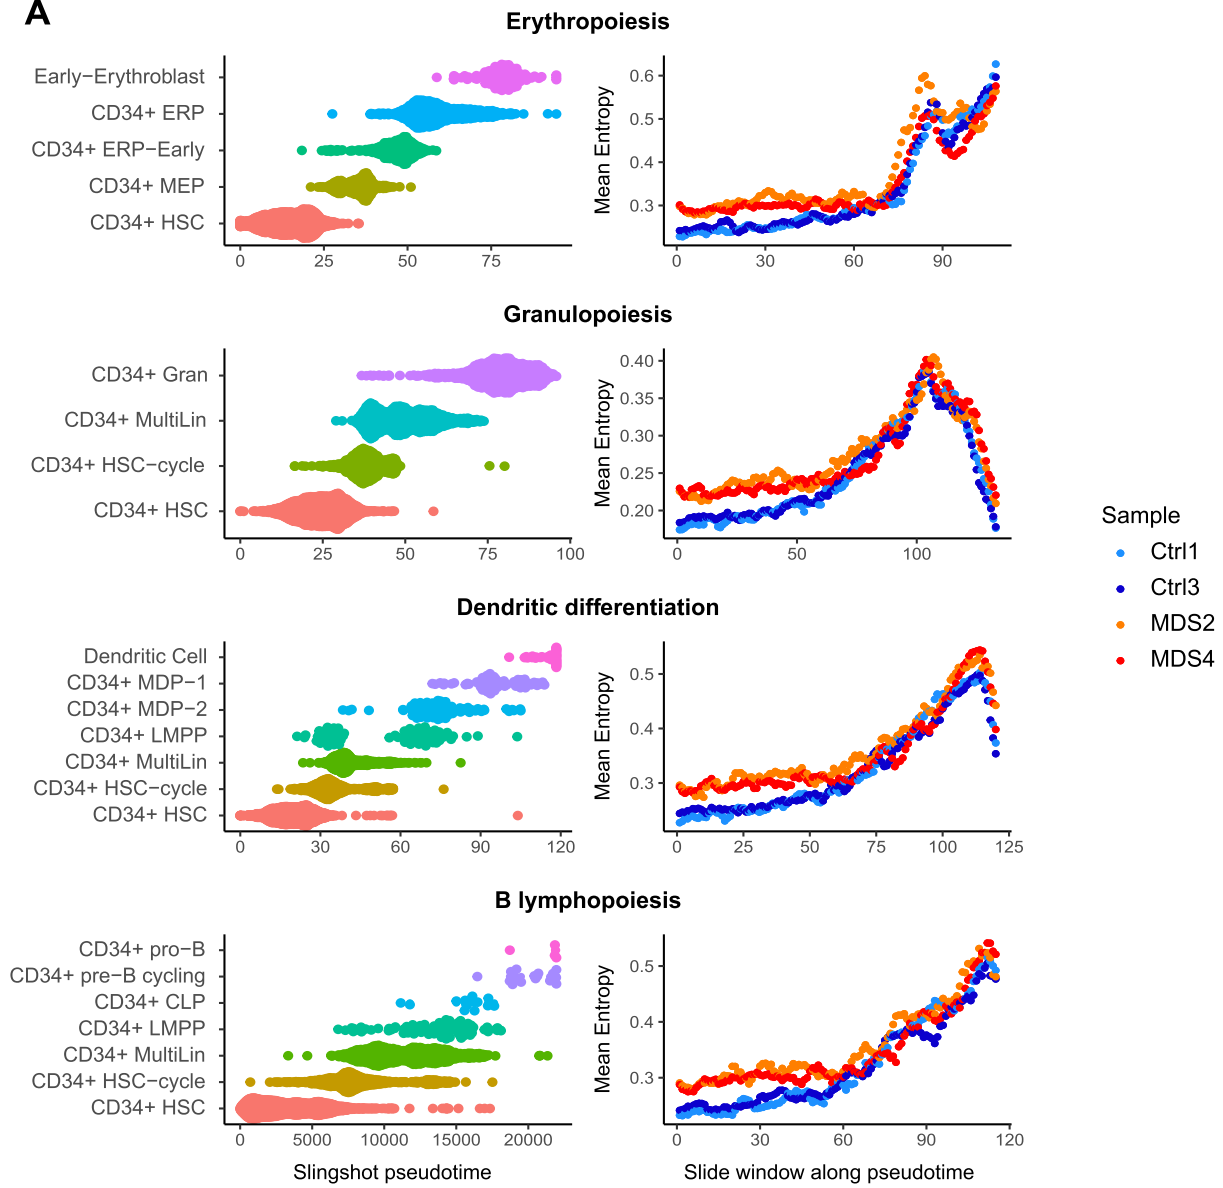 A
Erythropoiesis
Early−Erythroblast
CD34+ ERP
CD34+ ERP−Early
CD34+ MEP
CD34+ HSC
0 25 50 75
Mean Entropy
0.6
0.5
0.4
0.3
0 30 60 90
Granulopoiesis
CD34+ Gran
CD34+ MultiLin
CD34+ HSC−cycle
CD34+ HSC
0 25 50 75 100
Mean Entropy
0.40
0.35
0.30
0.25
0.20
0 50 100
Sample
Ctrl1
Ctrl3
MDS2
MDS4
Dendritic differentiation
Dendritic Cell
CD34+ MDP−1
CD34+ MDP−2
CD34+ LMPP
CD34+ MultiLin
CD34+ HSC−cycle
CD34+ HSC
0 30 60 90 120
Mean Entropy
0.5
0.4
0.3
0 25 50 75 100 125
B lymphopoiesis
CD34+ pro−B
CD34+ pre−B cycling
CD34+ CLP
CD34+ LMPP
CD34+ MultiLin
CD34+ HSC−cycle
CD34+ HSC
0 5000 10000 15000 20000
Slingshot pseudotime
Mean Entropy
0.5
0.4
0.3
0 30 60 90 120
Slide window along pseudotime